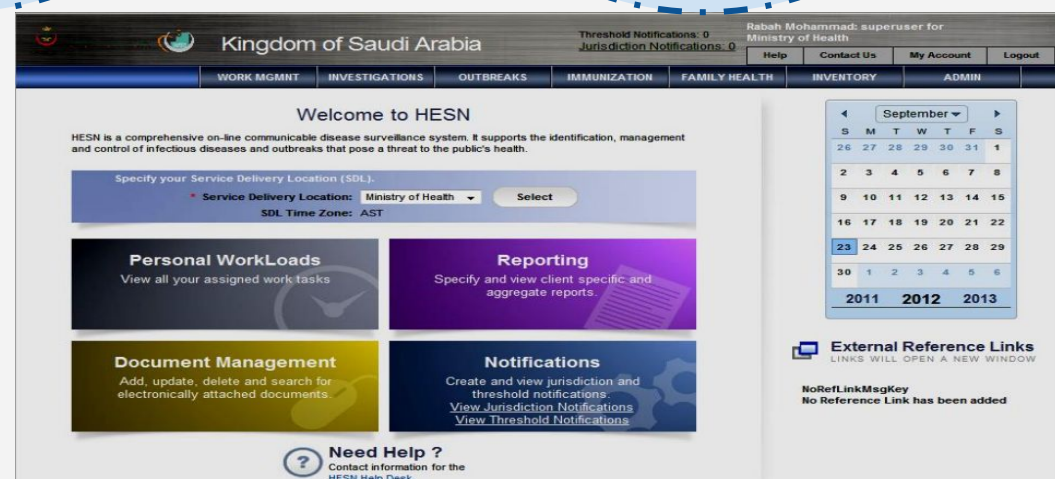 Kingdom of Saudi Arabia
Threshold Notifications: 0
Jurisdiction Notifications: 0
Rabah Mohammad: superuser for
Ministry of Health
Help Contact Us My Account Logout
WORK MGMNT INVESTIGATIONS OUTBREAKS IMMUNIZATION FAMILY HEALTH INVENTORY ADMIN
Welcome to HESN
HESN is a comprehensive on-line communicable disease surveillance system. It supports the identification, management
and control of infectious diseases and outbreaks that pose a threat to the public's health.
Specify your Service Delivery Location (SDL).
* Service Delivery Location: Ministry of Health Select
SDL Time Zone: AST
Personal WorkLoads
View all your assigned work tasks
Reporting
Specify and view client specific and
aggregate reports.
Document Management
Add, update, delete and search for
electronically attached documents.
Notifications
Create and view jurisdiction and
threshold notifications.
View Jurisdiction Notifications
View Threshold Notifications
Need Help ?
Contact information for the
HESN Help Desk
September
S M T W T F S
26 27 28 29 30 31 1
2 3 4 5 6 7 8
9 10 11 12 13 14 15
16 17 18 19 20 21 22
23 24 25 26 27 28 29
30 1 2 3 4 5 6
2011 2012 2013
External Reference Links
LINKS WILL OPEN A NEW WINDOW
NoRefLinkMsgKey
No Reference Link has been added